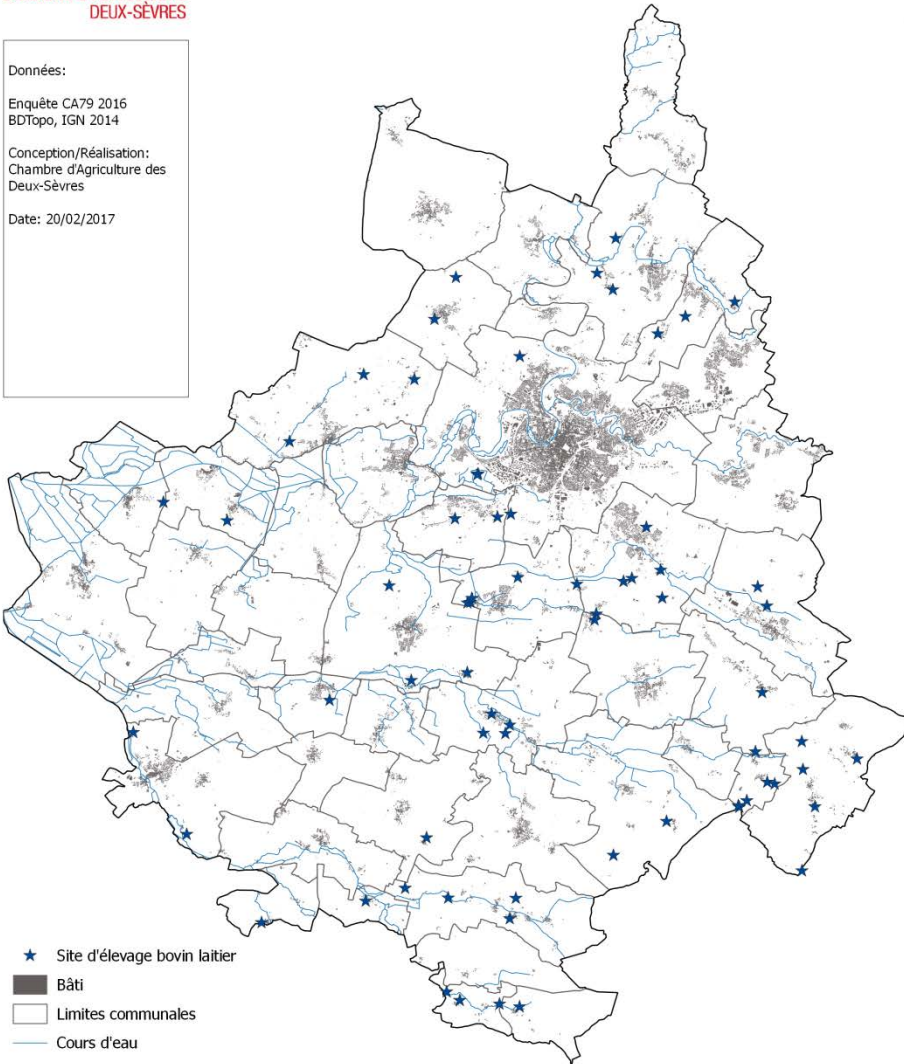 DEUX-SÈVRES
Données:
Enquête CA79 2016
BDTopo, IGN 2014
Conception/Réalisation:
Chambre d'Agriculture des
Deux-Sèvres
Date: 20/02/2017
Site d'élevage bovin laitier
Bâti
Limites communales
Cours d'eau